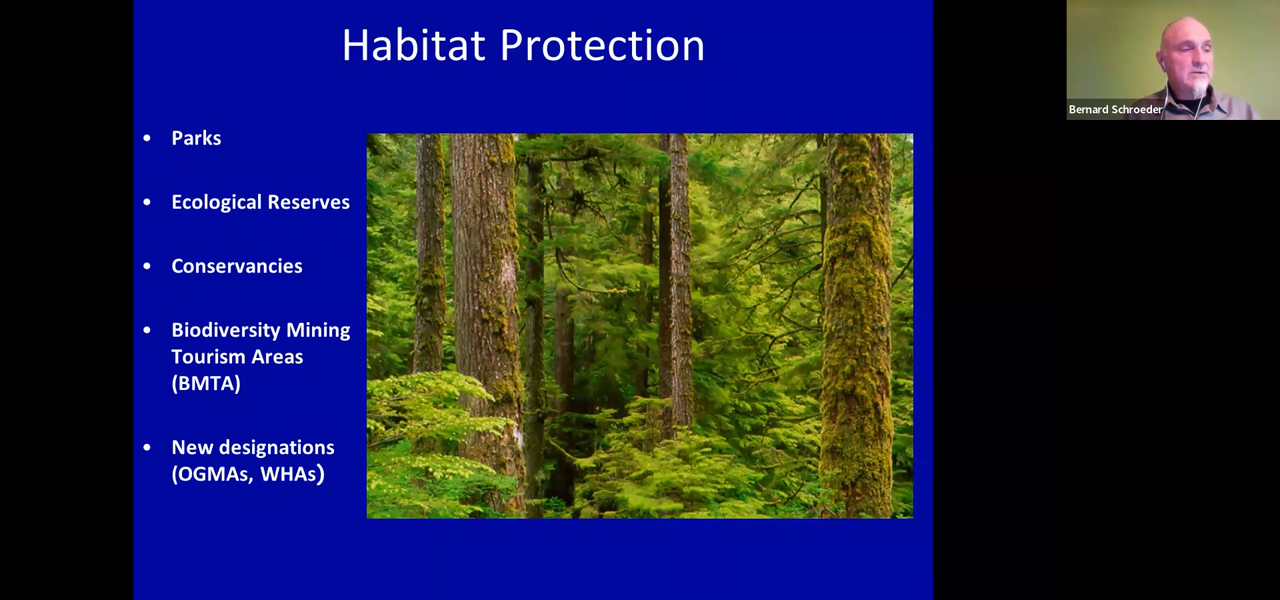 Habitat Protection
• Parks
• Ecological Reserves
• Conservancies
• Biodiversity Mining
Tourism Areas
(BMTA)
• New designations
(OGMAs, WHAs)
Bernard Schroeder